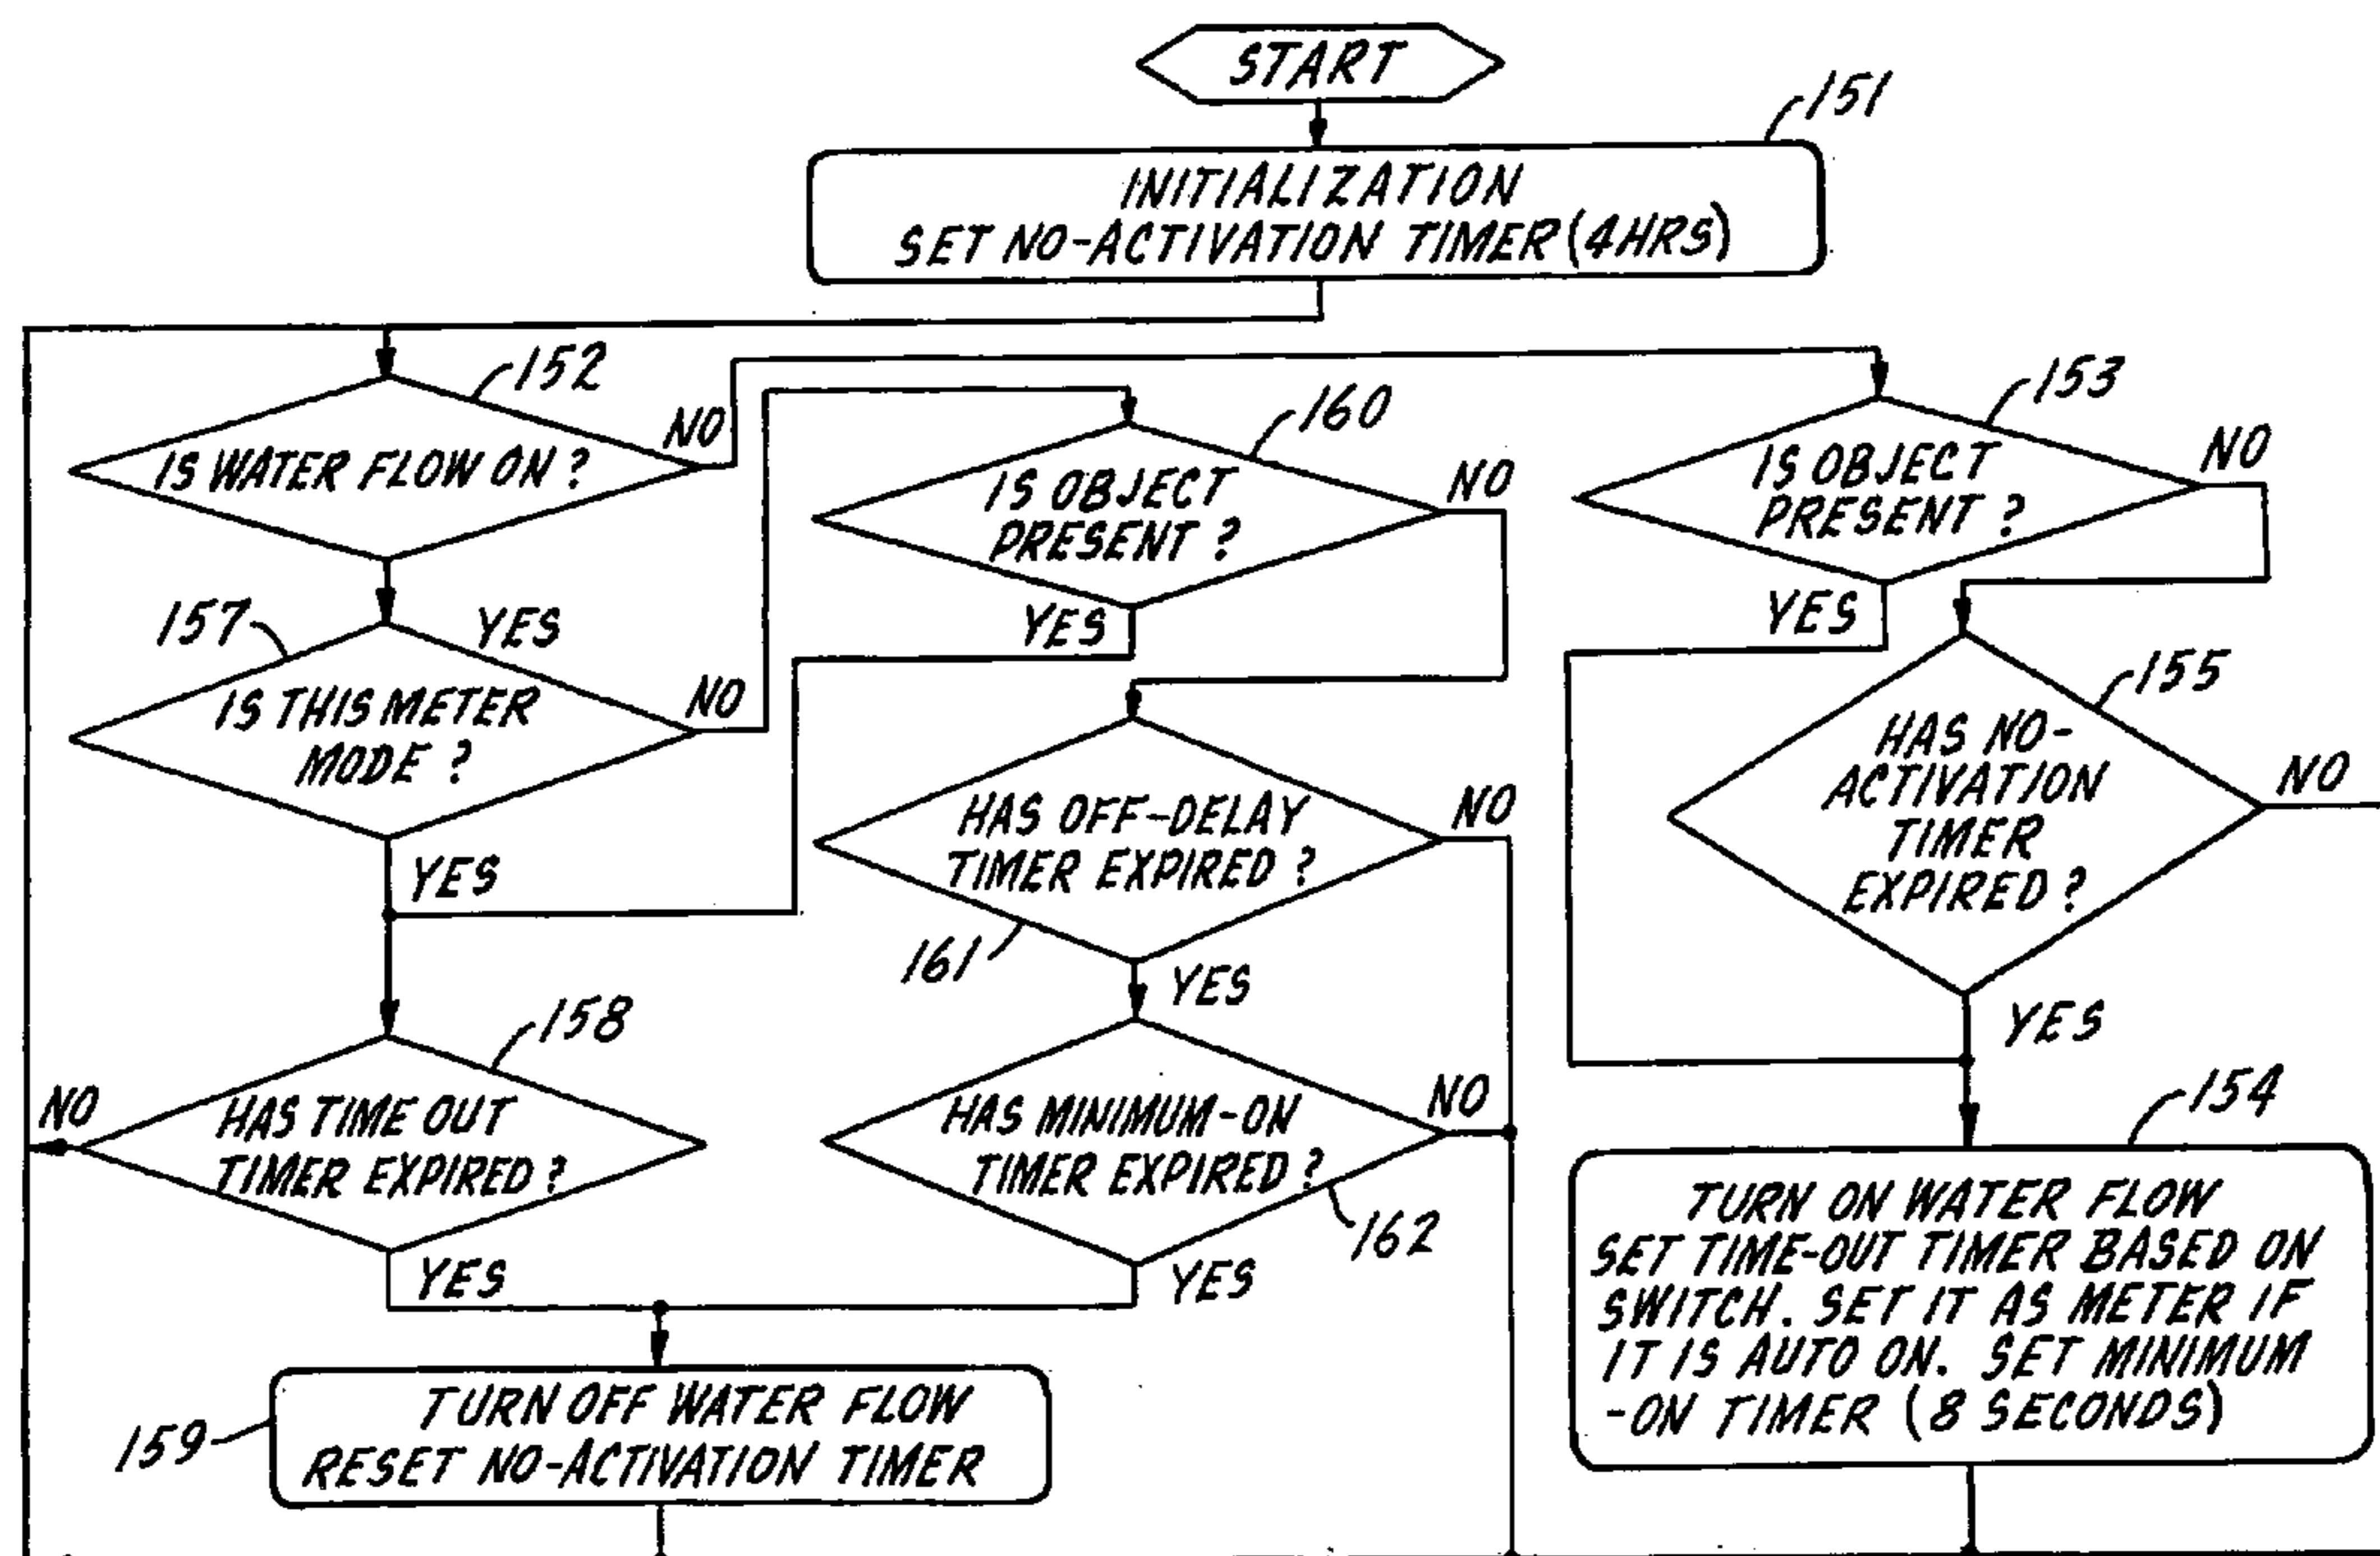 START
151
INITIALIZATION
SET NO-ACTIVATION TIMER (4HRS)
152
NO
IS WATER FLOW ON ?
160
IS OBJECT
PRESENT ?
NO
YES
153
IS OBJECT
PRESENT ?
NO
YES
157
YES
IS THIS METER
MODE ?
NO
YES
HAS OFF-DELAY
TIMER EXPIRED ?
NO
161
YES
155
HAS NO-
ACTIVATION
TIMER
EXPIRED ?
NO
YES
158
NO
HAS TIME OUT
TIMER EXPIRED ?
YES
HAS MINIMUM-ON
TIMER EXPIRED ?
NO
162
YES
154
TURN ON WATER FLOW
SET TIME-OUT TIMER BASED ON
SWITCH. SET IT AS METER IF
IT IS AUTO ON. SET MINIMUM
-ON TIMER (8 SECONDS)
159
TURN OFF WATER FLOW
RESET NO-ACTIVATION TIMER